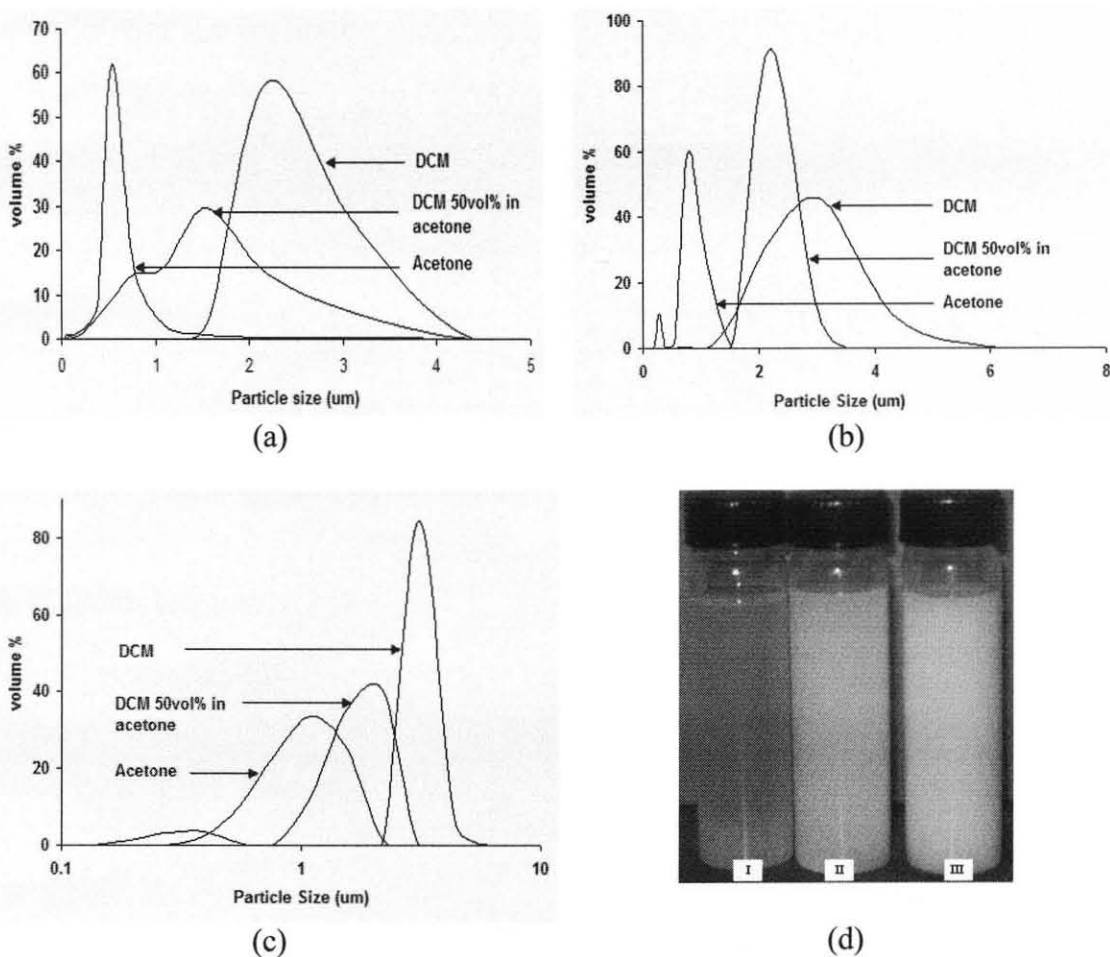 70
60
50
40
30
20
10
0
volume %
DCM
DCM 50vol% in
acetone
Acetone
0
1
2
3
4
5
Particle size (um)
(a)
100
80
60
40
20
0
volume %
DCM
DCM 50vol% in
acetone
Acetone
0
2
4
6
8
Particle Size (um)
(b)
80
60
40
20
0
volume %
DCM
DCM 50vol% in
acetone
Acetone
0.1
1
10
Particle Size (um)
(c)
I
II
III
(d)